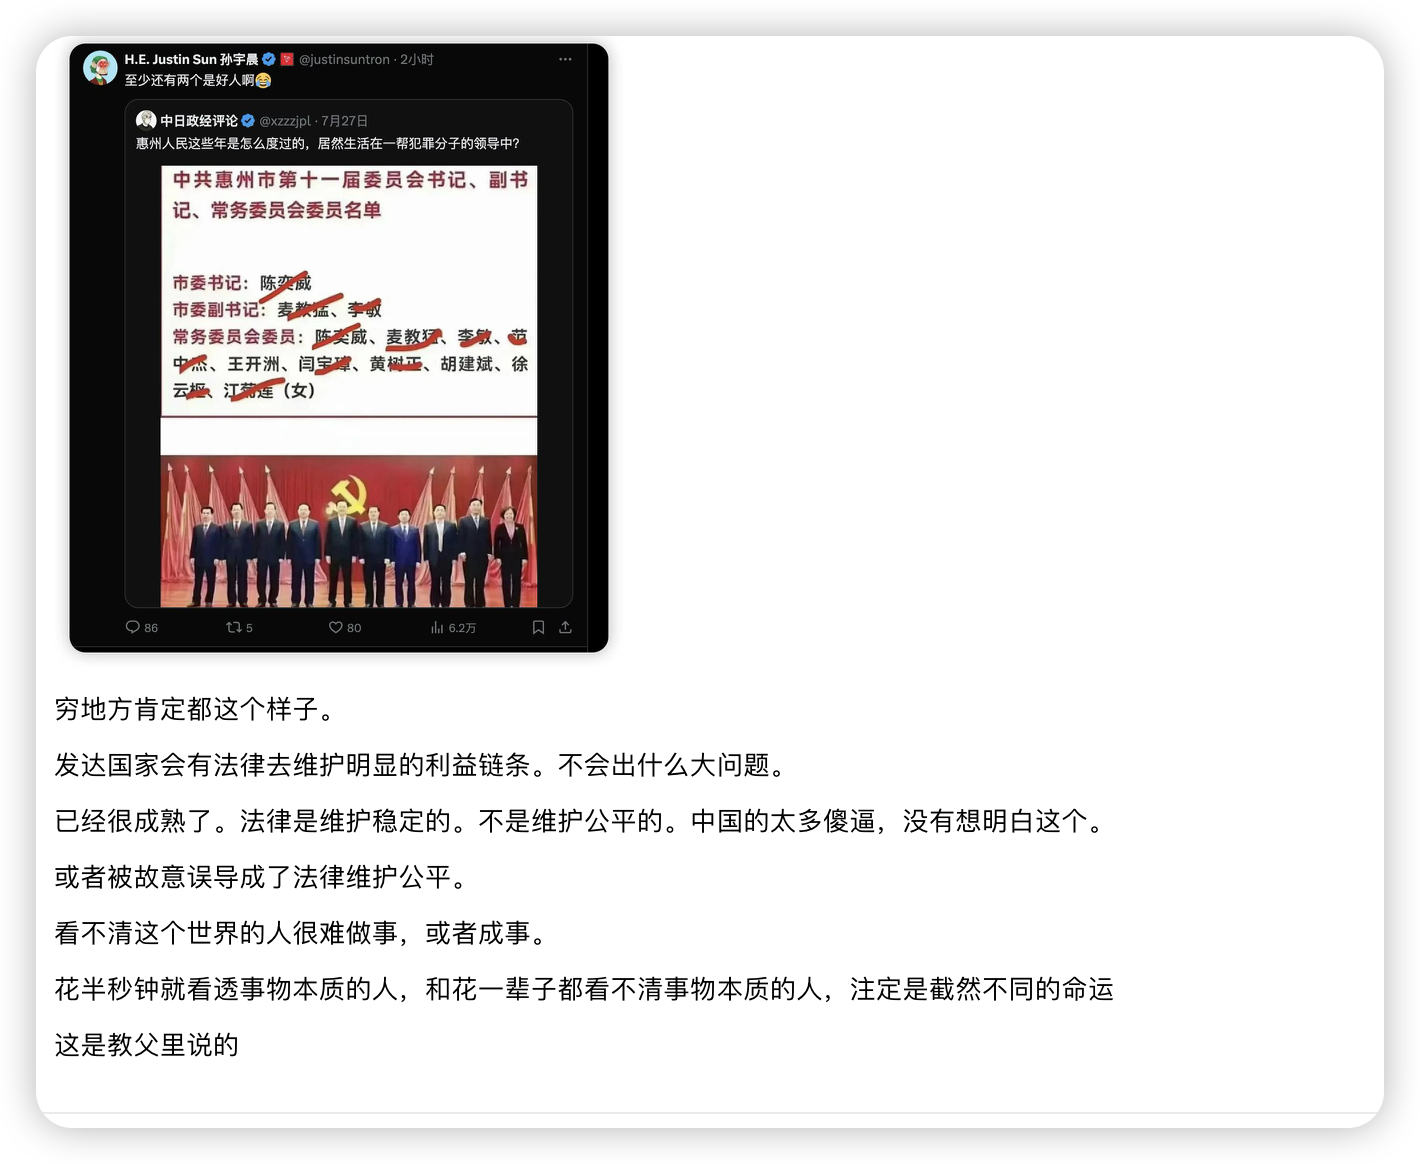 H.E. Justin Sun 孙宇晨 @justinsuntron · 2小时
至少还有两个是好人啊😂
中日政经评论 @xzzzjpl · 7月27日
惠州人民这些年是怎么度过的，居然生活在一帮犯罪分子的领导中?
中共惠州市第十一届委员会书记、副书
记、常务委员会委员名单
市委书记：陈奕威
市委副书记：麦教猛、李敏
常务委员会委员：陈奕威、麦教猛、李敏、范
中杰、王开洲、闫宝璋、黄树正、胡建斌、徐
云枢、江菊莲（女）
86 5 80 6.2万
穷地方肯定都这个样子。
发达国家会有法律去维护明显的利益链条。不会出什么大问题。
已经很成熟了。法律是维护稳定的。不是维护公平的。中国的太多傻逼，没有想明白这个。
或者被故意误导成了法律维护公平。
看不清这个世界的人很难做事，或者成事。
花半秒钟就看透事物本质的人，和花一辈子都看不清事物本质的人，注定是截然不同的命运
这是教父里说的